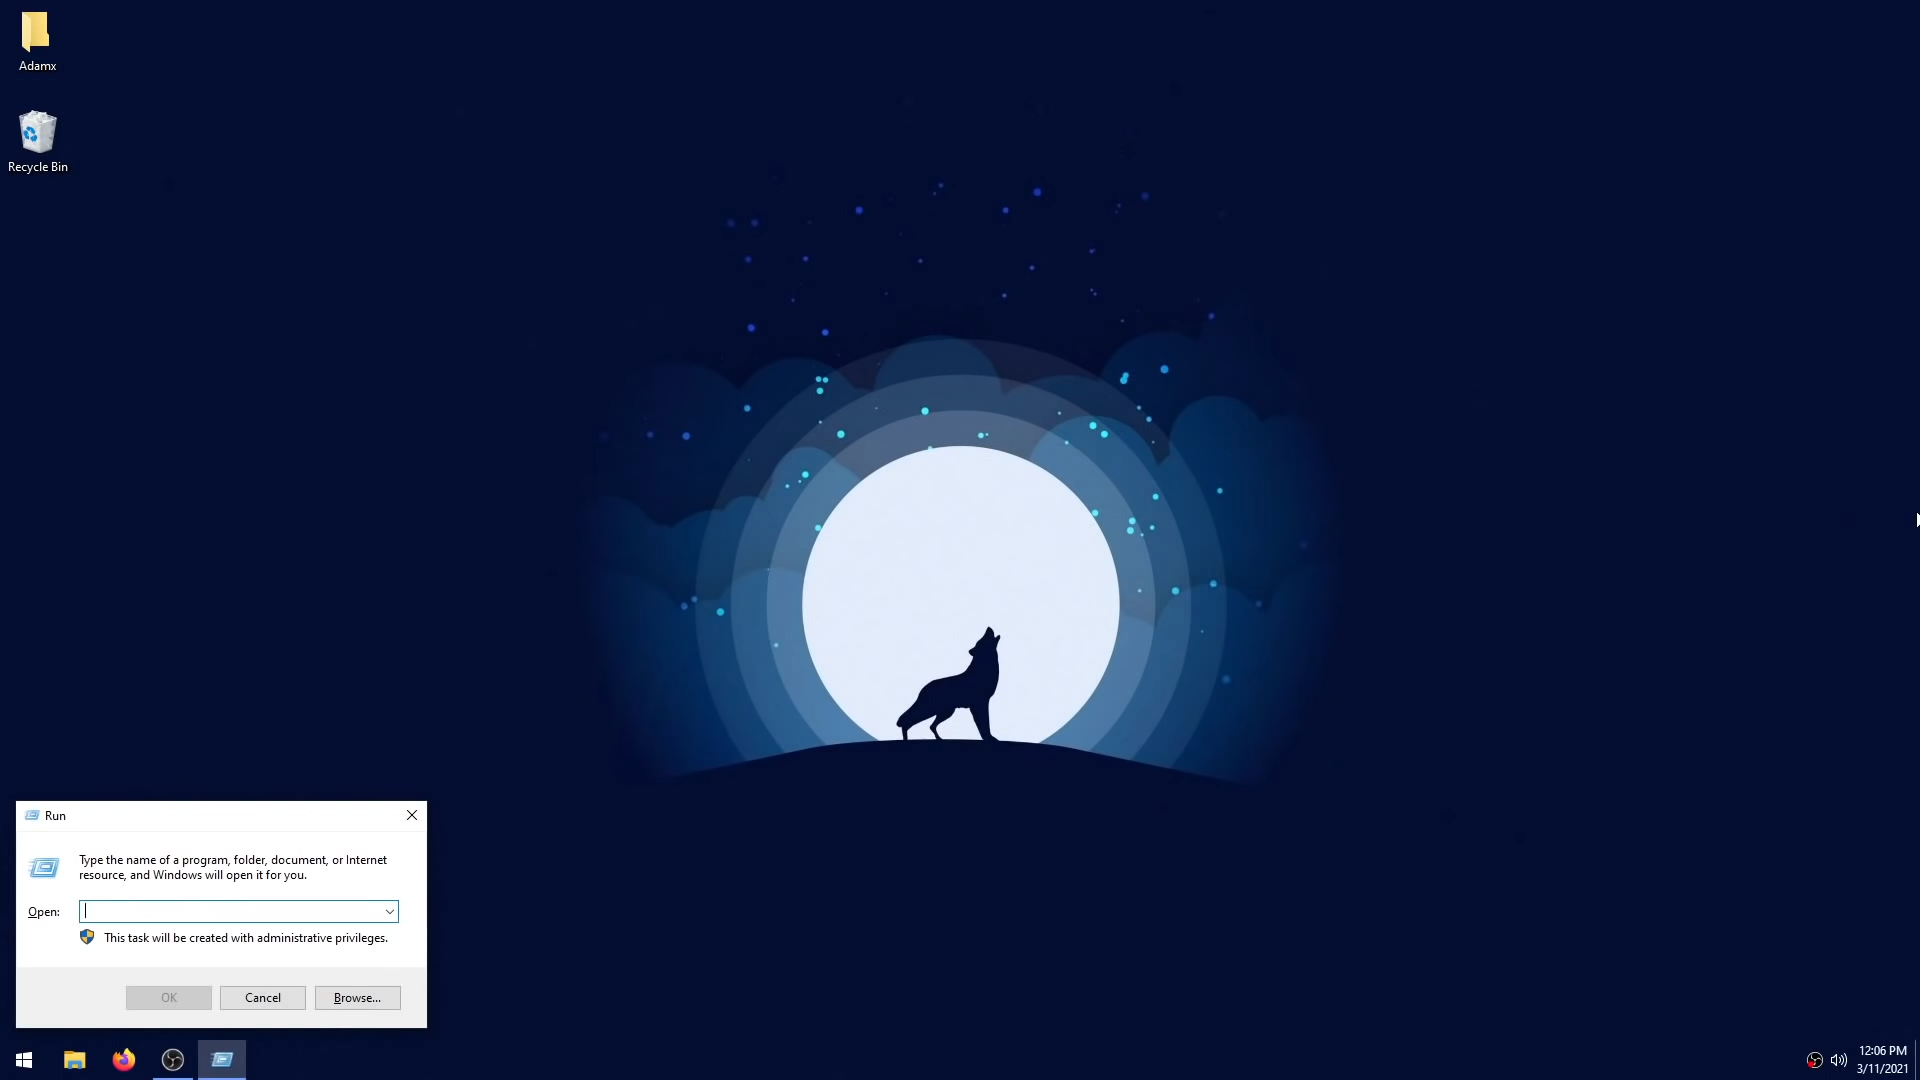 Adamx
Recycle Bin
Run
Type the name of a program, folder, document, or Internet
resource, and Windows will open it for you.
Open:
This task will be created with administrative privileges.
OK
Cancel
Browse...
12:06 PM
3/11/2021